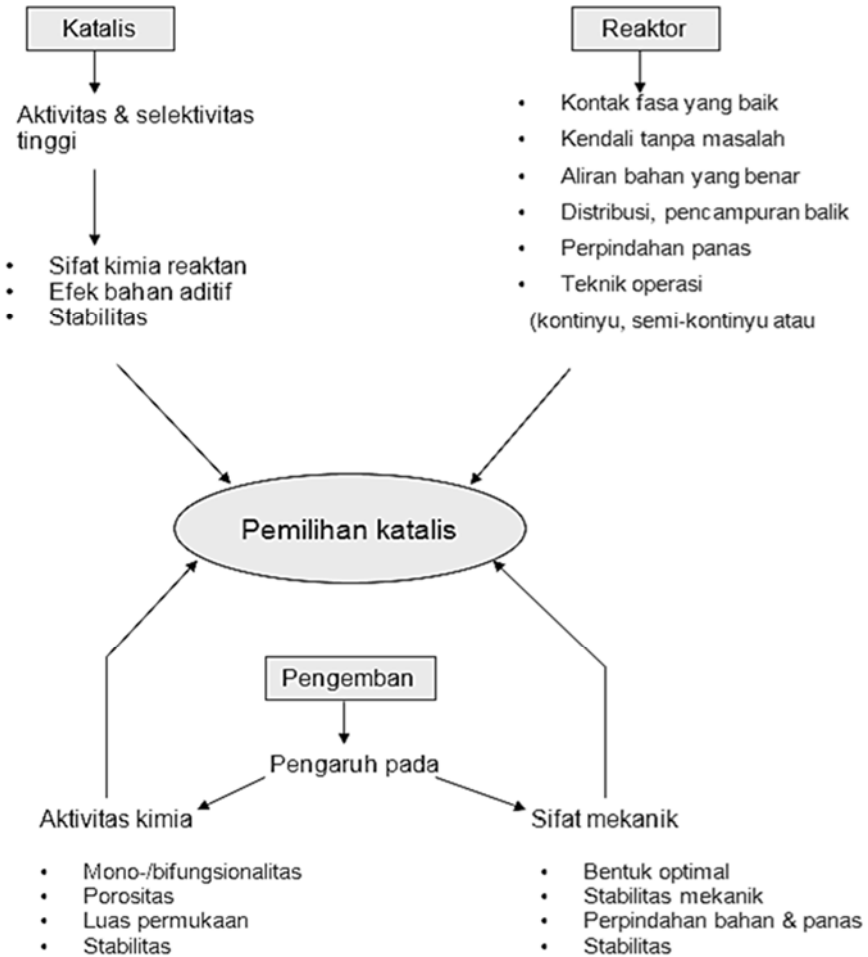 Katalis
Aktivitas & selektivitas
tinggi
• Sifat kimia reaktan
• Efek bahan aditif
• Stabilitas
Reaktor
• Kontak fasa yang baik
• Kendali tanpa masalah
• Aliran bahan yang benar
• Distribusi, pencampuran balik
• Perpindahan panas
• Teknik operasi
(kontinyu, semi-kontinyu atau
Pemilihan katalis
Pengemban
Pengaruh pada
Aktivitas kimia
• Mono-/bifungsionalitas
• Porositas
• Luas permukaan
• Stabilitas
Sifat mekanik
• Bentuk optimal
• Stabilitas mekanik
• Perpindahan bahan & panas
• Stabilitas